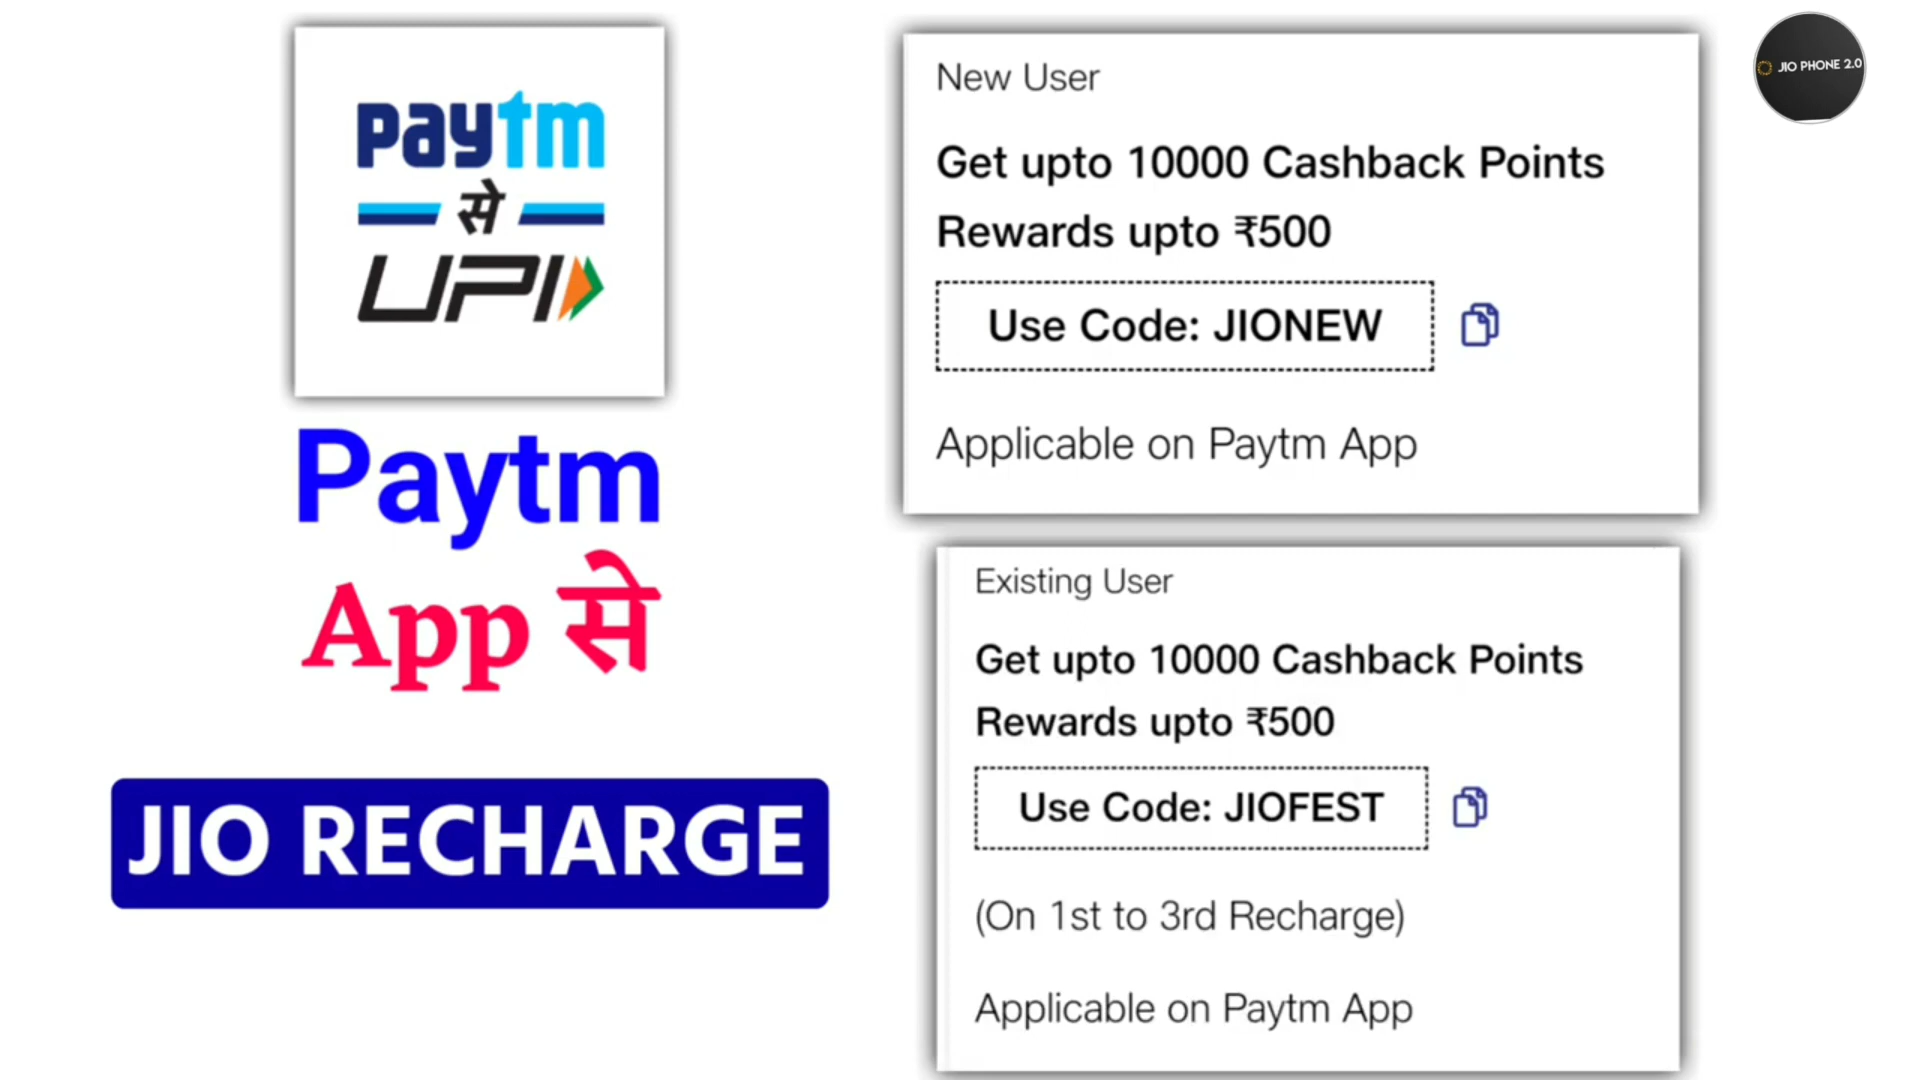 paytm
से
UPI
Paytm
App से
JIO RECHARGE
New User
Get upto 10000 Cashback Points
Rewards upto ₹500
Use Code: JIONEW
Applicable on Paytm App
Existing User
Get upto 10000 Cashback Points
Rewards upto ₹500
Use Code: JIOFEST
(On 1st to 3rd Recharge)
Applicable on Paytm App
JIO PHONE 2.0